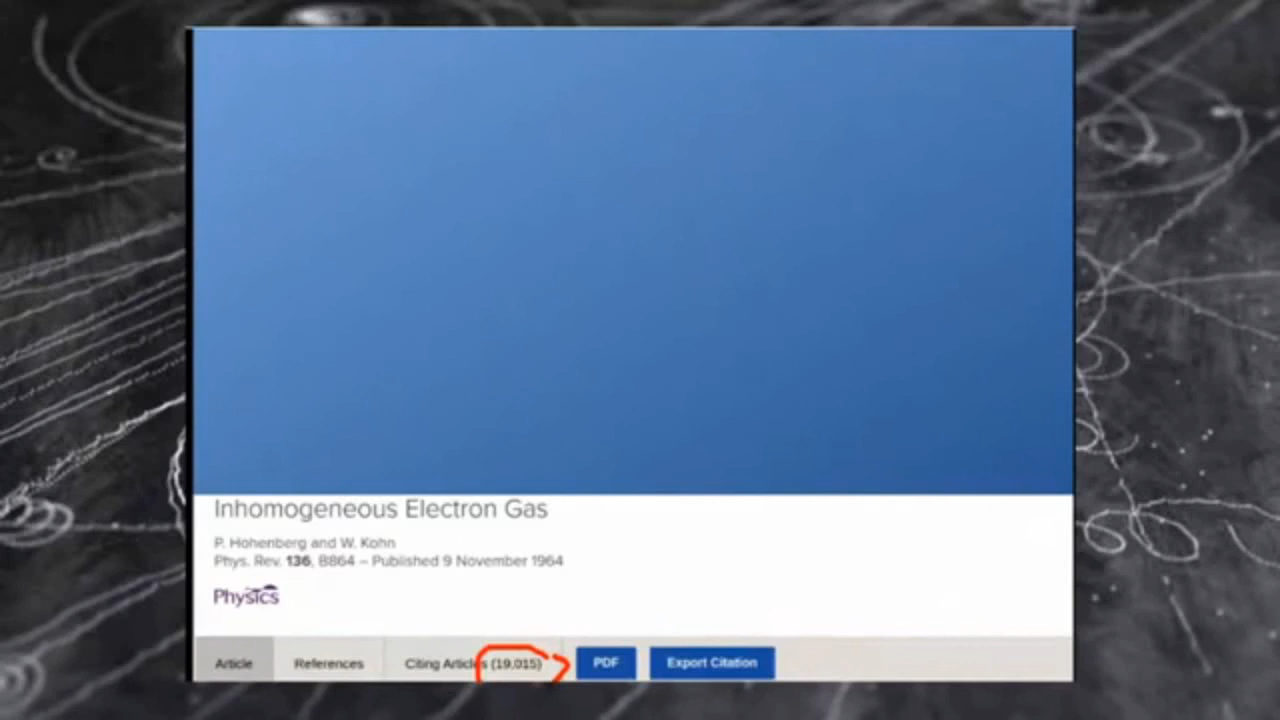 Inhomogeneous Electron Gas
P. Hohenberg and W. Kohn
Phys. Rev. 136, B864 – Published 9 November 1964
Physics
Article References Citing Articles (19,015) PDF Export Citation